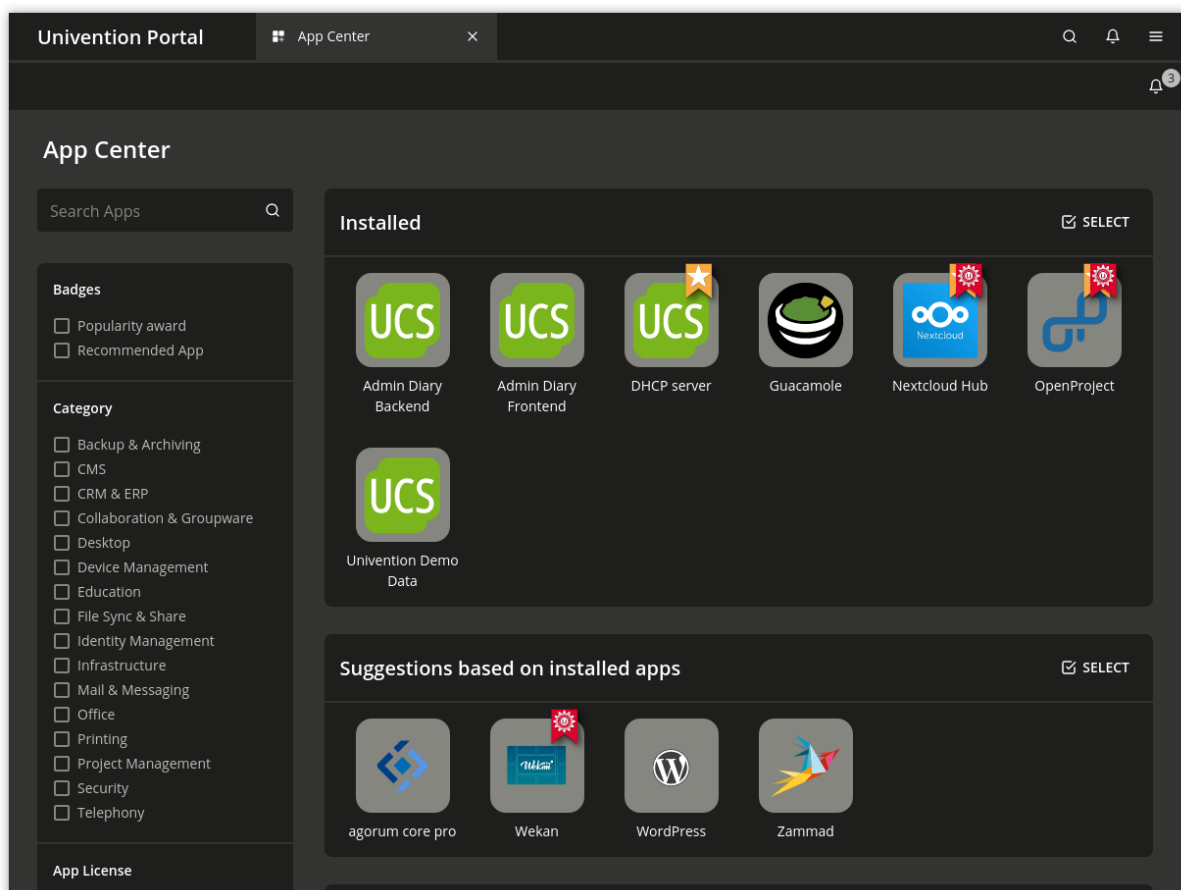 Univention Portal
App Center
3
App Center
Search Apps
Badges
Popularity award
Recommended App
Category
Backup & Archiving
CMS
CRM & ERP
Collaboration & Groupware
Desktop
Device Management
Education
File Sync & Share
Identity Management
Infrastructure
Mail & Messaging
Office
Printing
Project Management
Security
Telephony
App License
Installed
SELECT
UCS
Admin Diary
Backend
UCS
Admin Diary
Frontend
UCS
DHCP server
Guacamole
Nextcloud
Nextcloud Hub
OpenProject
UCS
Univention Demo
Data
Suggestions based on installed apps
SELECT
agorum core pro
Wekan
Wekan
W
WordPress
Zammad